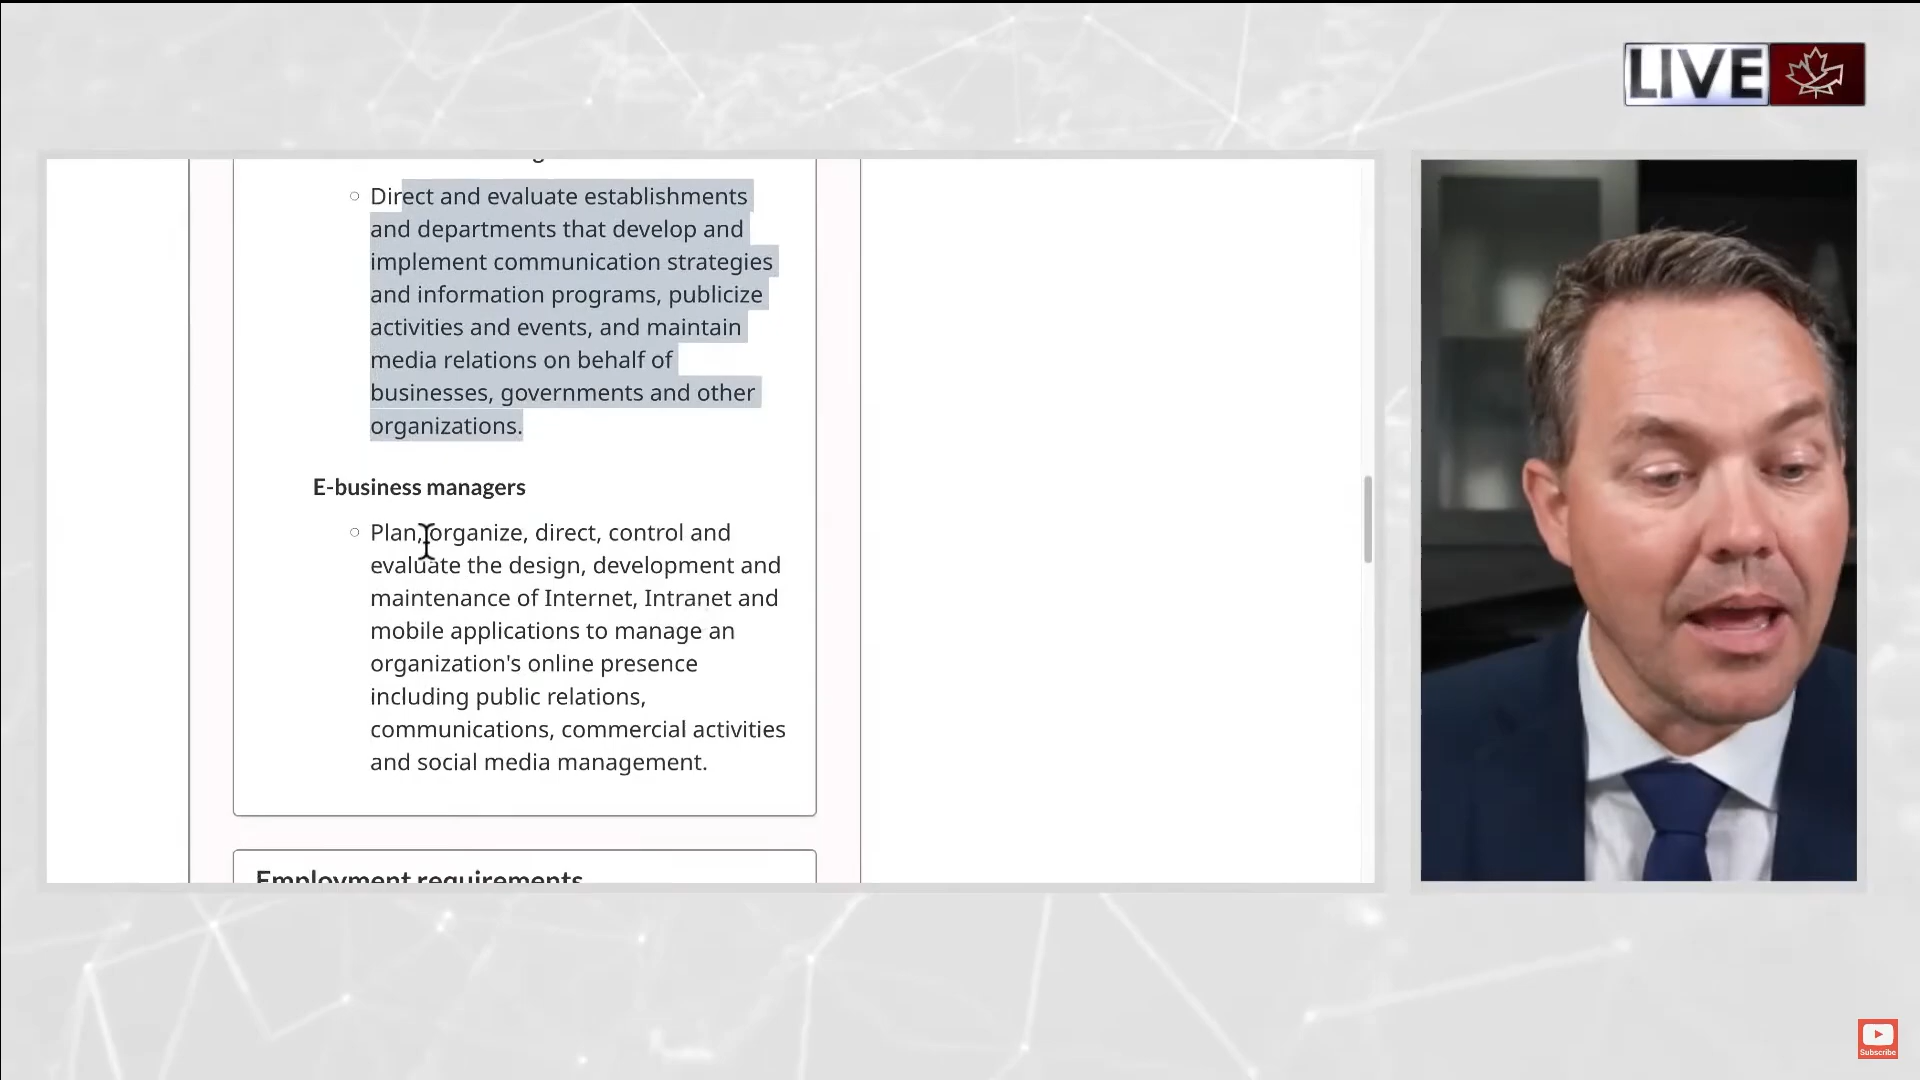 LIVE
Direct and evaluate establishments
and departments that develop and
implement communication strategies
and information programs, publicize
activities and events, and maintain
media relations on behalf of
businesses, governments and other
organizations.
E-business managers
Plan, organize, direct, control and
evaluate the design, development and
maintenance of Internet, Intranet and
mobile applications to manage an
organization's online presence
including public relations,
communications, commercial activities
and social media management.
Employment requirements
Subscribe